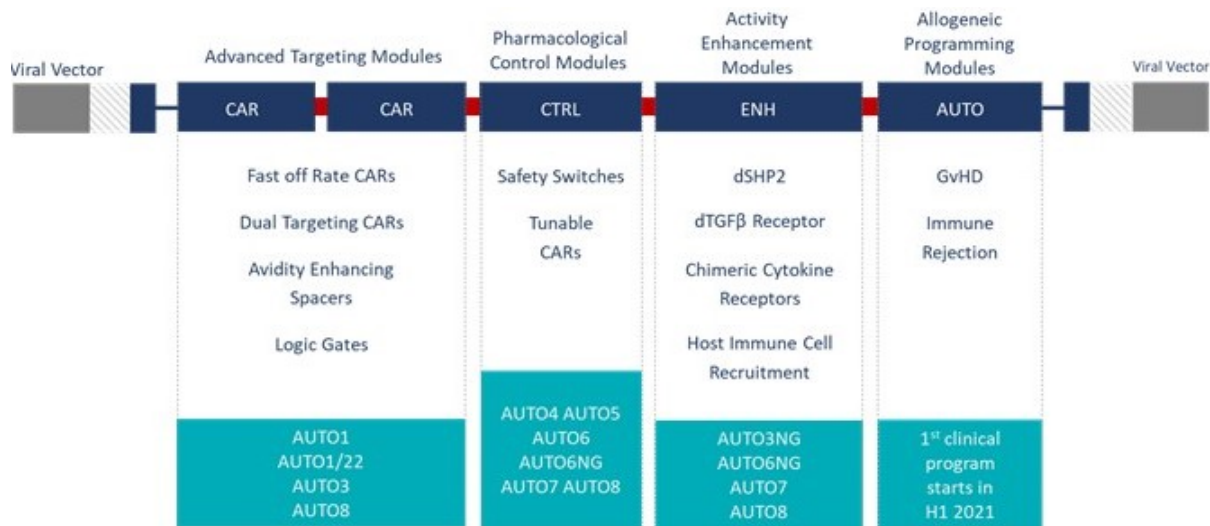 Viral Vector
Advanced Targeting Modules
Pharmacological
Control Modules
Activity
Enhancement
Modules
Allogeneic
Programming
Modules
Viral Vector
CAR
CAR
CTRL
ENH
AUTO
Fast off Rate CARs
Dual Targeting CARs
Avidity Enhancing
Spacers
Logic Gates
Safety Switches
Tunable
CARs
dSHP2
dTGFβ Receptor
Chimeric Cytokine
Receptors
Host Immune Cell
Recruitment
GvHD
Immune
Rejection
AUTO1
AUTO1/22
AUTO3
AUTO8
AUTO4 AUTO5
AUTO6
AUTO6NG
AUTO7 AUTO8
AUTO3NG
AUTO6NG
AUTO7
AUTO8
1st clinical
program
starts in
H1 2021